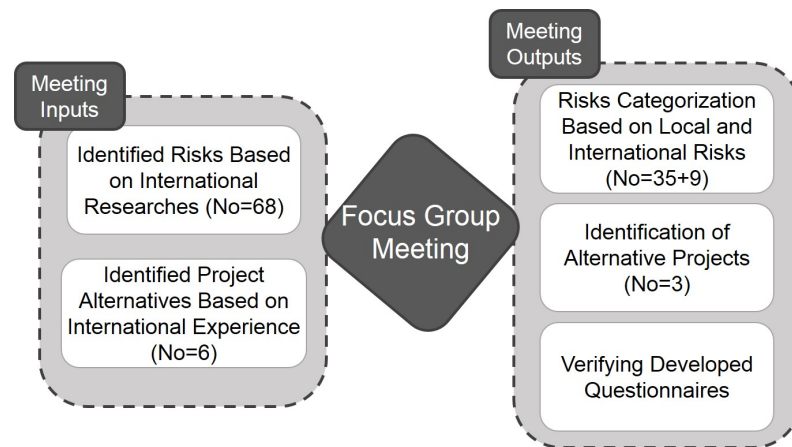 Meeting
Inputs
Identified Risks Based
on International
Researches (No=68)
Identified Project
Alternatives Based on
International Experience
(No=6)
Focus Group
Meeting
Meeting
Outputs
Risks Categorization
Based on Local and
International Risks
(No=35+9)
Identification of
Alternative Projects
(No=3)
Verifying Developed
Questionnaires